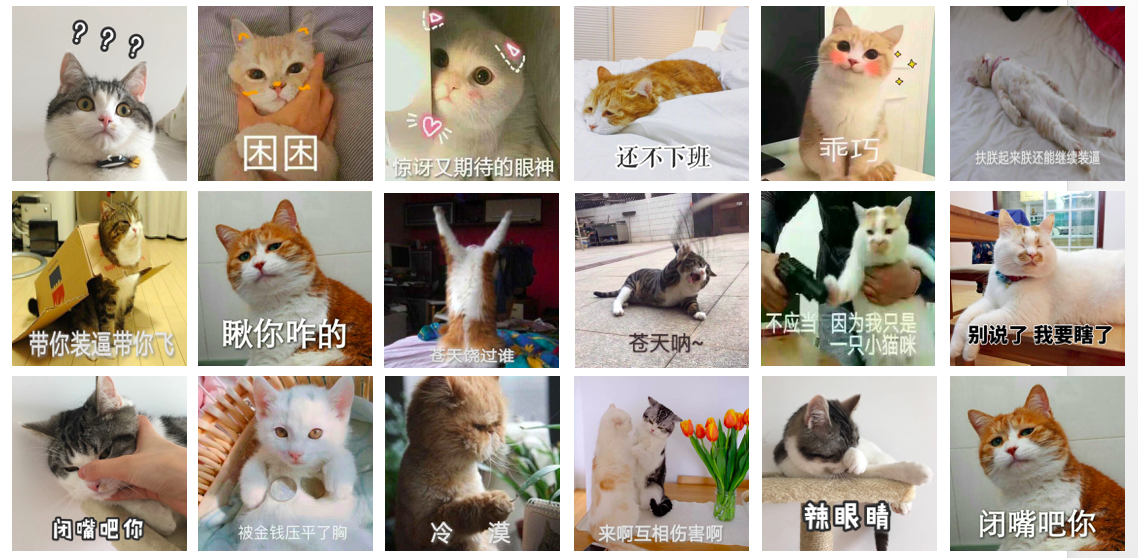 ? ? ?
困困
惊讶又期待的眼神
还不下班
乖巧
扶朕起来朕还能继续装逼
带你装逼带你飞
瞅你咋的
苍天饶过谁
苍天呐~
不应当 因为我只是
一只小猫咪
别说了 我要瞎了
闭嘴吧你
被金钱压平了胸
冷 漠
来啊互相伤害啊
辣眼睛
闭嘴吧你